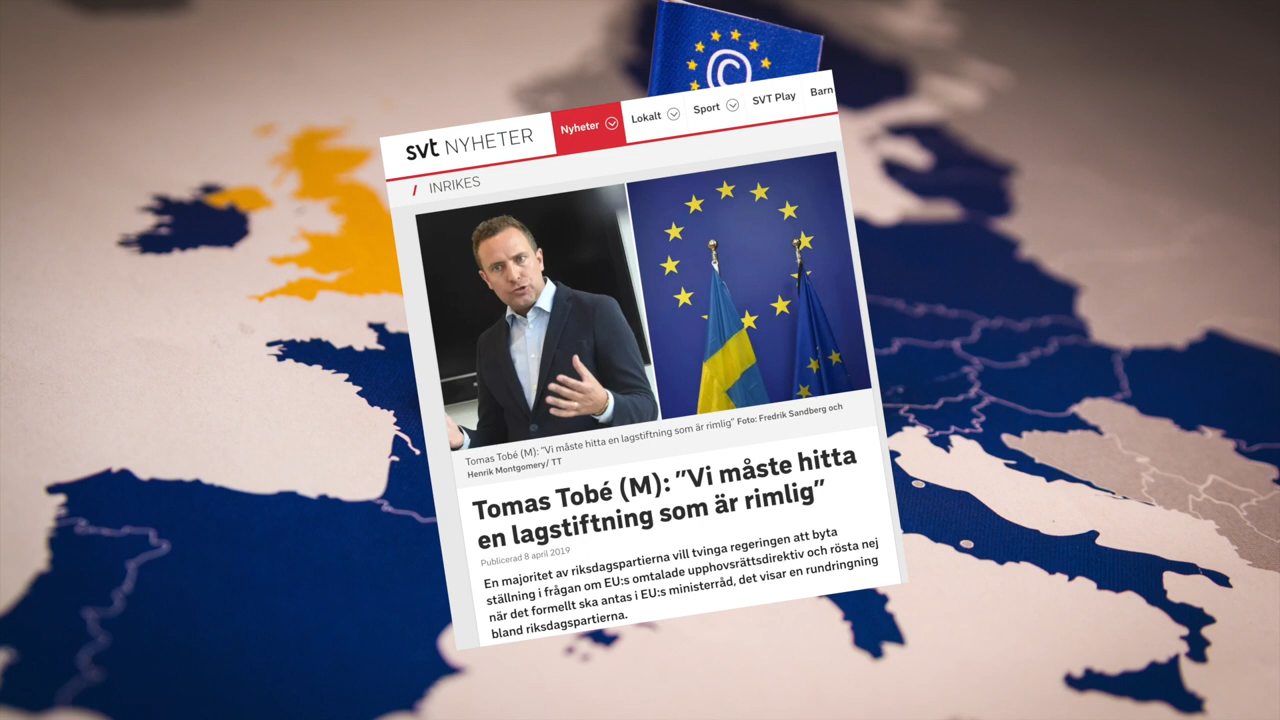 ©
svt NYHETER
Nyheter
Lokalt
Sport
SVT Play
Barn
/ INRIKES
Tomas Tobé (M): ”Vi måste hitta en lagstiftning som är rimlig” Foto: Fredrik Sandberg och
Henrik Montgomery/ TT
Tomas Tobé (M): ”Vi måste hitta
en lagstiftning som är rimlig”
Publicerad 8 april 2019
En majoritet av riksdagspartierna vill tvinga regeringen att byta
ställning i frågan om EU:s omtalade upphovsrättsdirektiv och rösta nej
när det formellt ska antas i EU:s ministerråd, det visar en rundringning
bland riksdagspartierna.